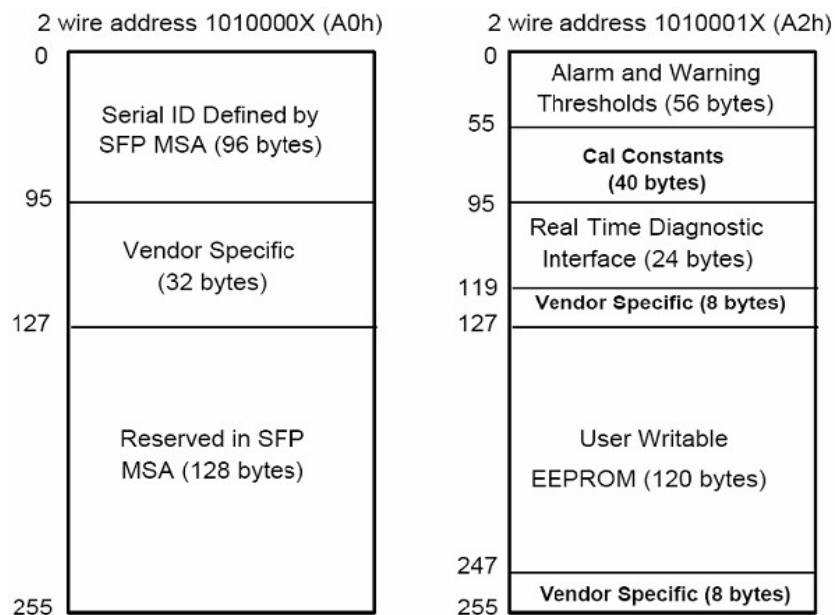 2 wire address 1010000X (A0h)
0
Serial ID Defined by
SFP MSA (96 bytes)
95
Vendor Specific
(32 bytes)
127
Reserved in SFP
MSA (128 bytes)
255
2 wire address 1010001X (A2h)
0
Alarm and Warning
Thresholds (56 bytes)
55
Cal Constants
(40 bytes)
95
Real Time Diagnostic
Interface (24 bytes)
119
Vendor Specific (8 bytes)
127
User Writable
EEPROM (120 bytes)
247
Vendor Specific (8 bytes)
255